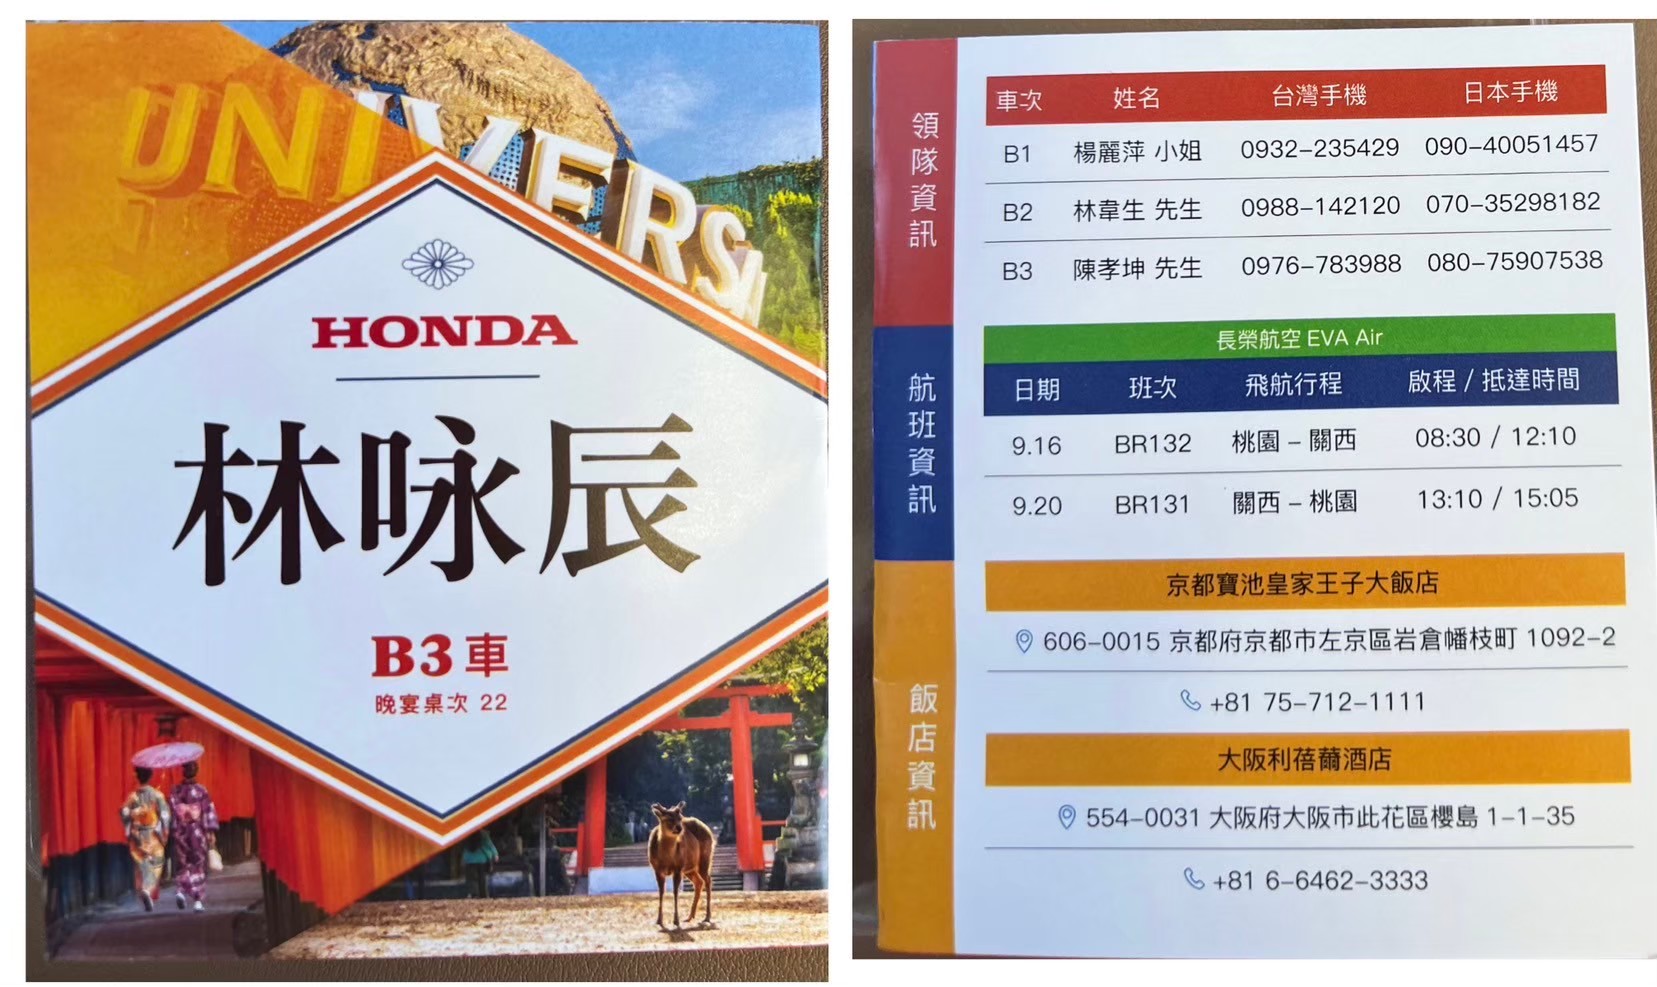 UNIVERSA
HONDA
林咏辰
B3車
晚宴桌次 22
領隊資訊
車次 姓名 台灣手機 日本手機
B1 楊麗萍 小姐 0932-235429 090-40051457
B2 林韋生 先生 0988-142120 070-35298182
B3 陳孝坤 先生 0976-783988 080-75907538
航班資訊
長榮航空 EVA Air
日期 班次 飛航行程 啟程 / 抵達時間
9.16 BR132 桃園 – 關西 08:30 / 12:10
9.20 BR131 關西 – 桃園 13:10 / 15:05
飯店資訊
京都寶池皇家王子大飯店
606-0015 京都府京都市左京區岩倉幡枝町 1092-2
+81 75-712-1111
大阪利蓓薾酒店
554-0031 大阪府大阪市此花區櫻島 1-1-35
+81 6-6462-3333